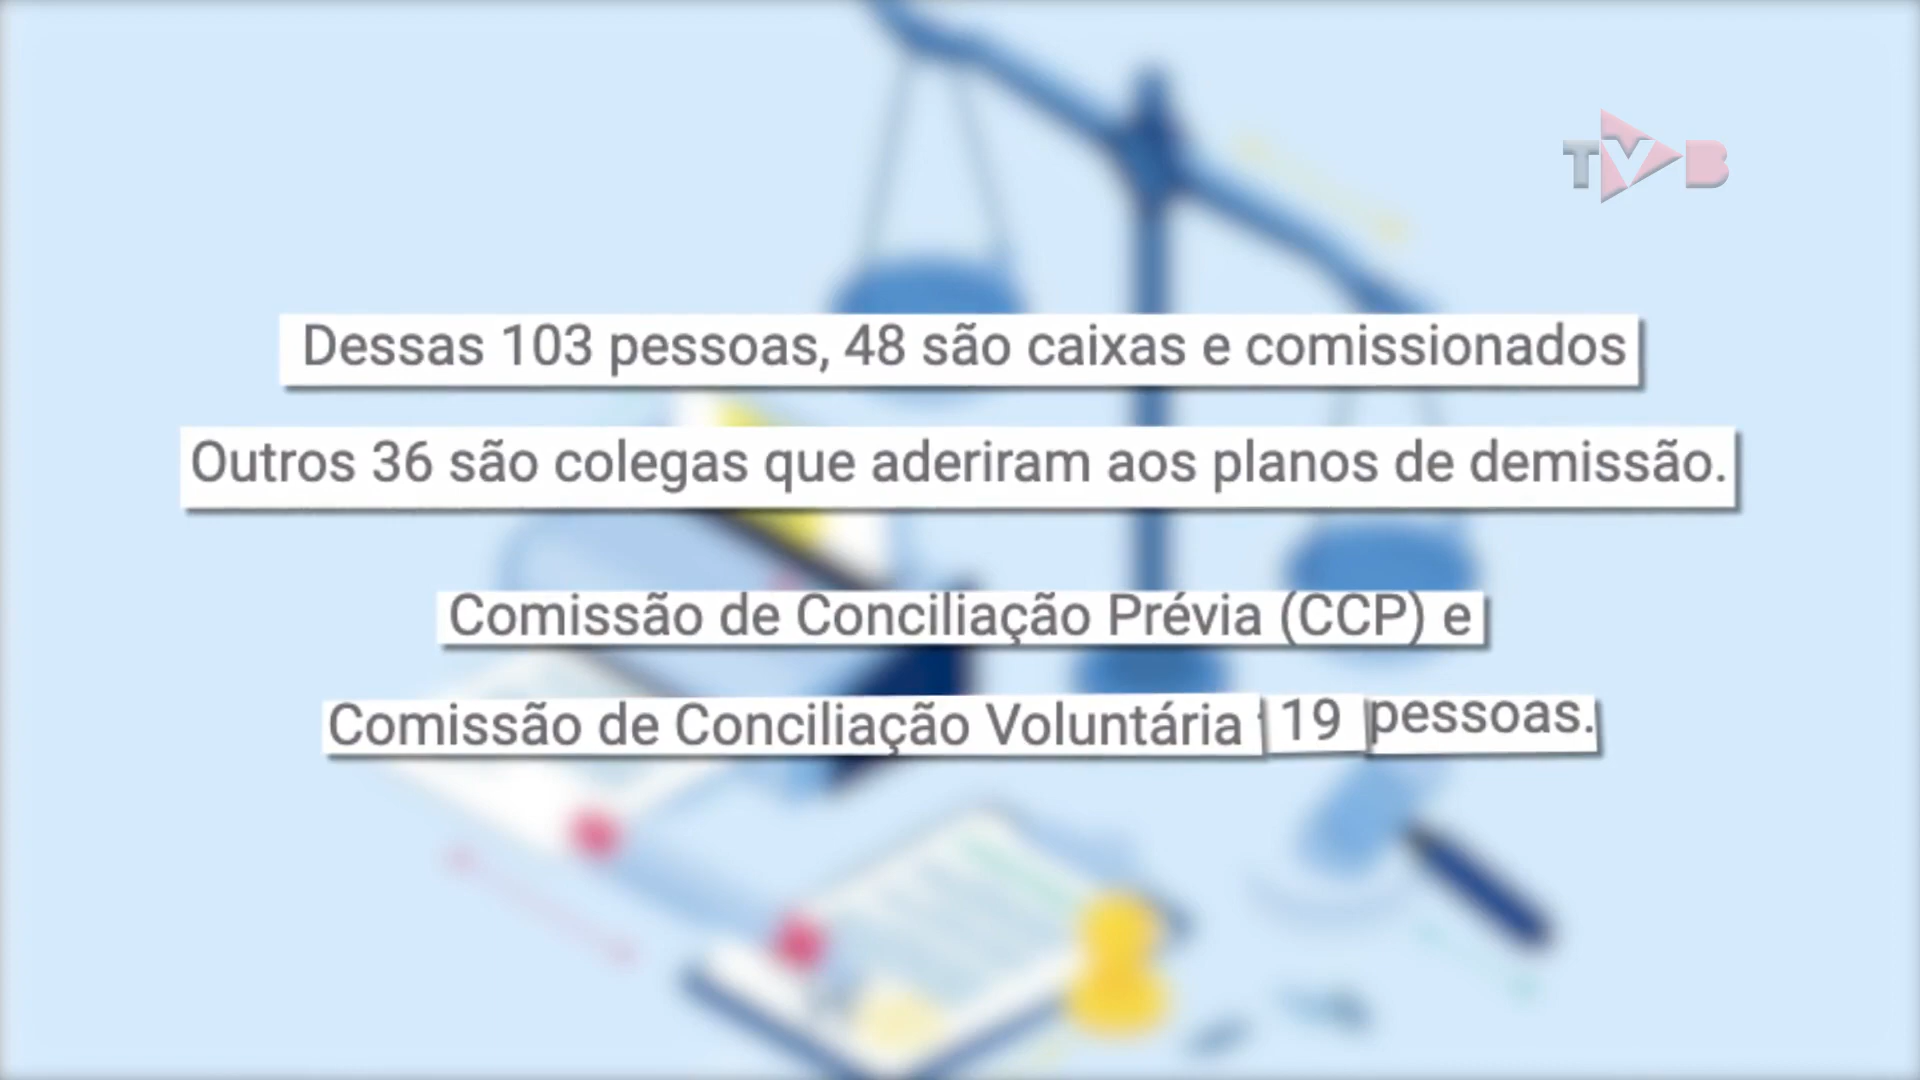 TVB
Dessas 103 pessoas, 48 são caixas e comissionados
Outros 36 são colegas que aderiram aos planos de demissão.
Comissão de Conciliação Prévia (CCP) e
Comissão de Conciliação Voluntária 19 pessoas.